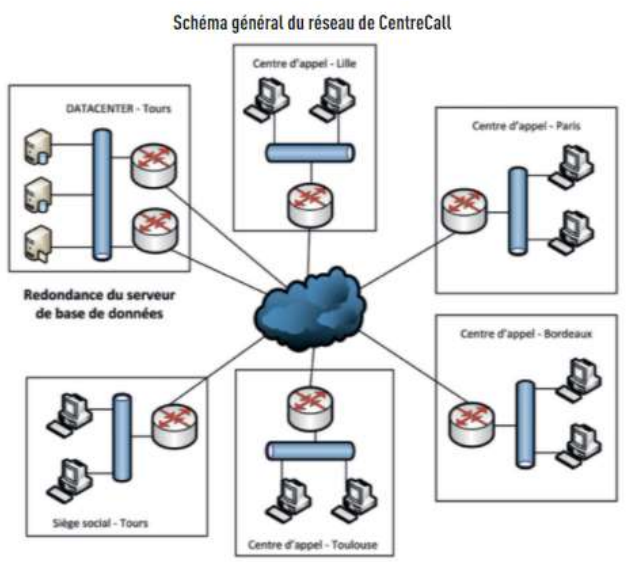 Schéma général du réseau de CentreCall
Centre d'appel - Lille
DATACENTER - Tours
Centre d'appel - Paris
Redondance du serveur
de base de données
Centre d'appel - Bordeaux
Siège social - Tours
Centre d'appel - Toulouse